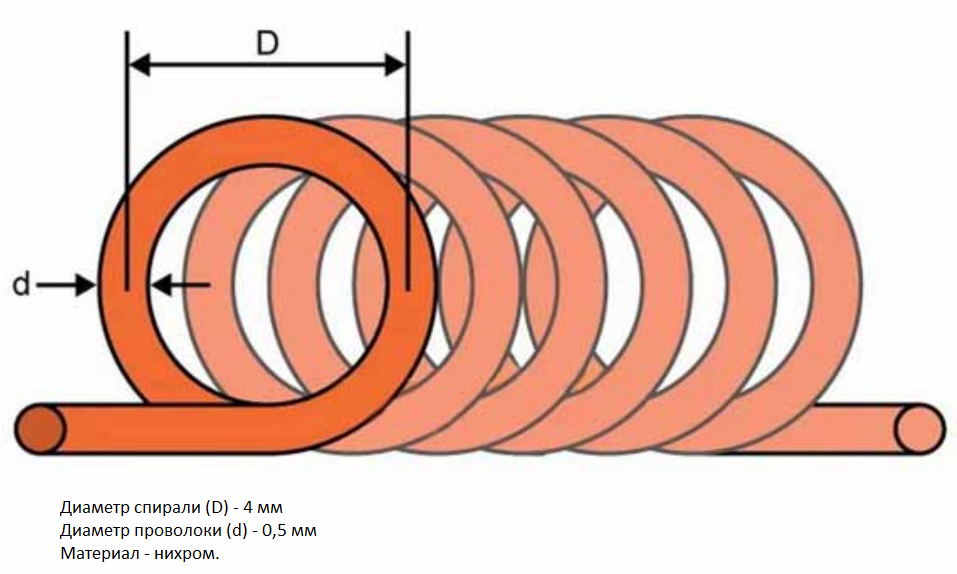 D
d
Диаметр спирали (D) - 4 мм
Диаметр проволоки (d) - 0,5 мм
Материал - нихром.